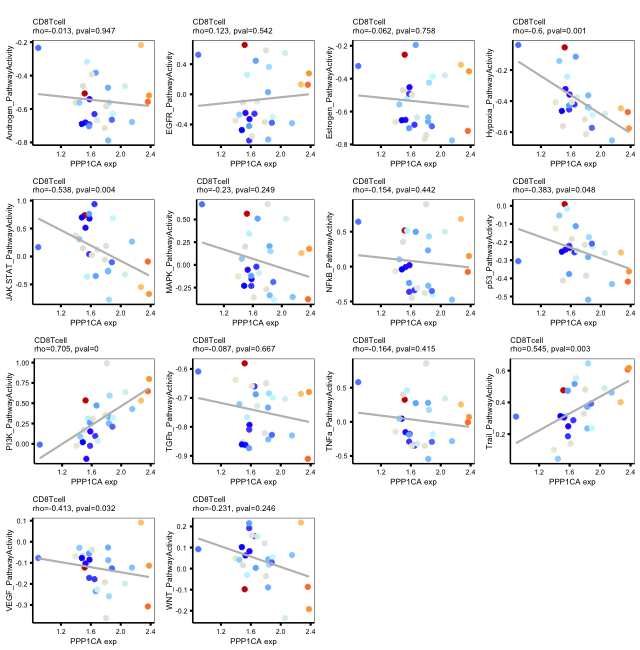 CD8Tcell
rho=-0.013, pval=0.947
Androgen_PathwayActivity
-0.2
-0.4
-0.6
-0.8
1.2 1.6 2.0 2.4
PPP1CA exp
CD8Tcell
rho=0.123, pval=0.542
EGFR_PathwayActivity
0.6
0.3
0.0
-0.4
1.2 1.6 2.0 2.4
PPP1CA exp
CD8Tcell
rho=-0.062, pval=0.758
Estrogen_PathwayActivity
-0.2
-0.4
-0.6
-0.8
1.2 1.6 2.0 2.4
PPP1CA exp
CD8Tcell
rho=-0.6, pval=0.001
Hypoxia_PathwayActivity
-0.2
-0.4
-0.6
1.2 1.6 2.0 2.4
PPP1CA exp
CD8Tcell
rho=-0.538, pval=0.004
JAK.STAT_PathwayActivity
1.0
0.5
0.0
-0.5
1.2 1.6 2.0 2.4
PPP1CA exp
CD8Tcell
rho=-0.23, pval=0.249
MAPK_PathwayActivity
0.50
0.25
0.00
-0.25
1.2 1.6 2.0 2.4
PPP1CA exp
CD8Tcell
rho=-0.154, pval=0.442
NFkB_PathwayActivity
0.5
0.0
-0.5
1.2 1.6 2.0 2.4
PPP1CA exp
CD8Tcell
rho=-0.383, pval=0.048
p53_PathwayActivity
0.0
-0.1
-0.2
-0.3
-0.4
-0.5
1.2 1.6 2.0 2.4
PPP1CA exp
CD8Tcell
rho=0.705, pval=0
PI3K_PathwayActivity
0.75
0.50
0.25
0.00
1.2 1.6 2.0 2.4
PPP1CA exp
CD8Tcell
rho=-0.087, pval=0.667
TGFb_PathwayActivity
-0.6
-0.7
-0.8
-0.9
1.2 1.6 2.0 2.4
PPP1CA exp
CD8Tcell
rho=-0.164, pval=0.415
TNFa_PathwayActivity
0.5
0.0
-0.5
1.2 1.6 2.0 2.4
PPP1CA exp
CD8Tcell
rho=0.545, pval=0.003
Trail_PathwayActivity
0.6
0.4
0.2
1.2 1.6 2.0 2.4
PPP1CA exp
CD8Tcell
rho=-0.413, pval=0.032
VEGF_PathwayActivity
0.1
0.0
-0.1
-0.2
-0.3
1.2 1.6 2.0 2.4
PPP1CA exp
CD8Tcell
rho=-0.231, pval=0.246
WNT_PathwayActivity
0.2
0.1
0.0
-0.1
-0.2
1.2 1.6 2.0 2.4
PPP1CA exp